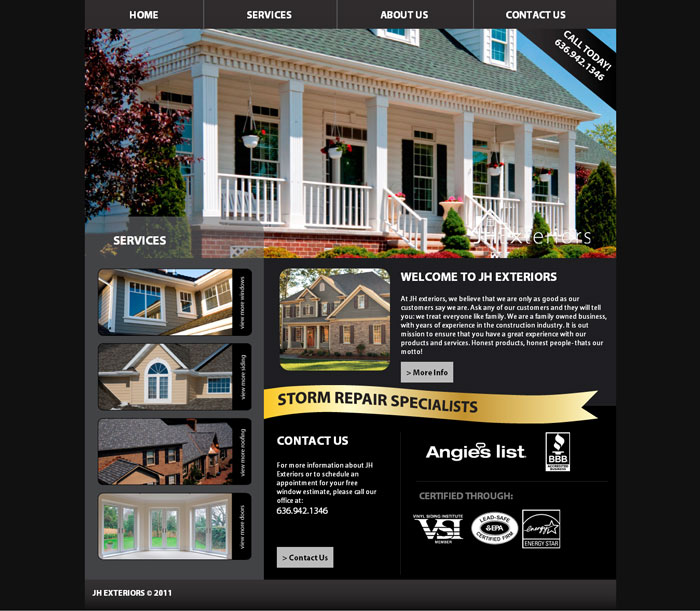 HOME
SERVICES
ABOUT US
CONTACT US
CALL TODAY!
636.942.1346
JH Exteriors
SERVICES
view more windows
view more siding
view more roofing
view more doors
WELCOME TO JH EXTERIORS
At JH exteriors, we believe that we are only as good as our
customers say we are. Ask any of our customers and they will tell
you: we treat everyone like family. We are a family owned business,
with years of experience in the construction industry. It is out
mission to ensure that you have a great experience with our
products and services. Honest products, honest people- thats our
motto!
> More Info
STORM REPAIR SPECIALISTS
CONTACT US
For more information about JH
Exteriors or to schedule an
appointment for your free
window estimate, please call our
office at:
636.942.1346
> Contact Us
Angies list
BBB
ACCREDITED
BUSINESS
CERTIFIED THROUGH:
VINYL SIDING INSTITUTE
VSI
MEMBER
LEAD-SAFE
EPA
CERTIFIED FIRM
energy
ENERGY STAR
JH EXTERIORS © 2011